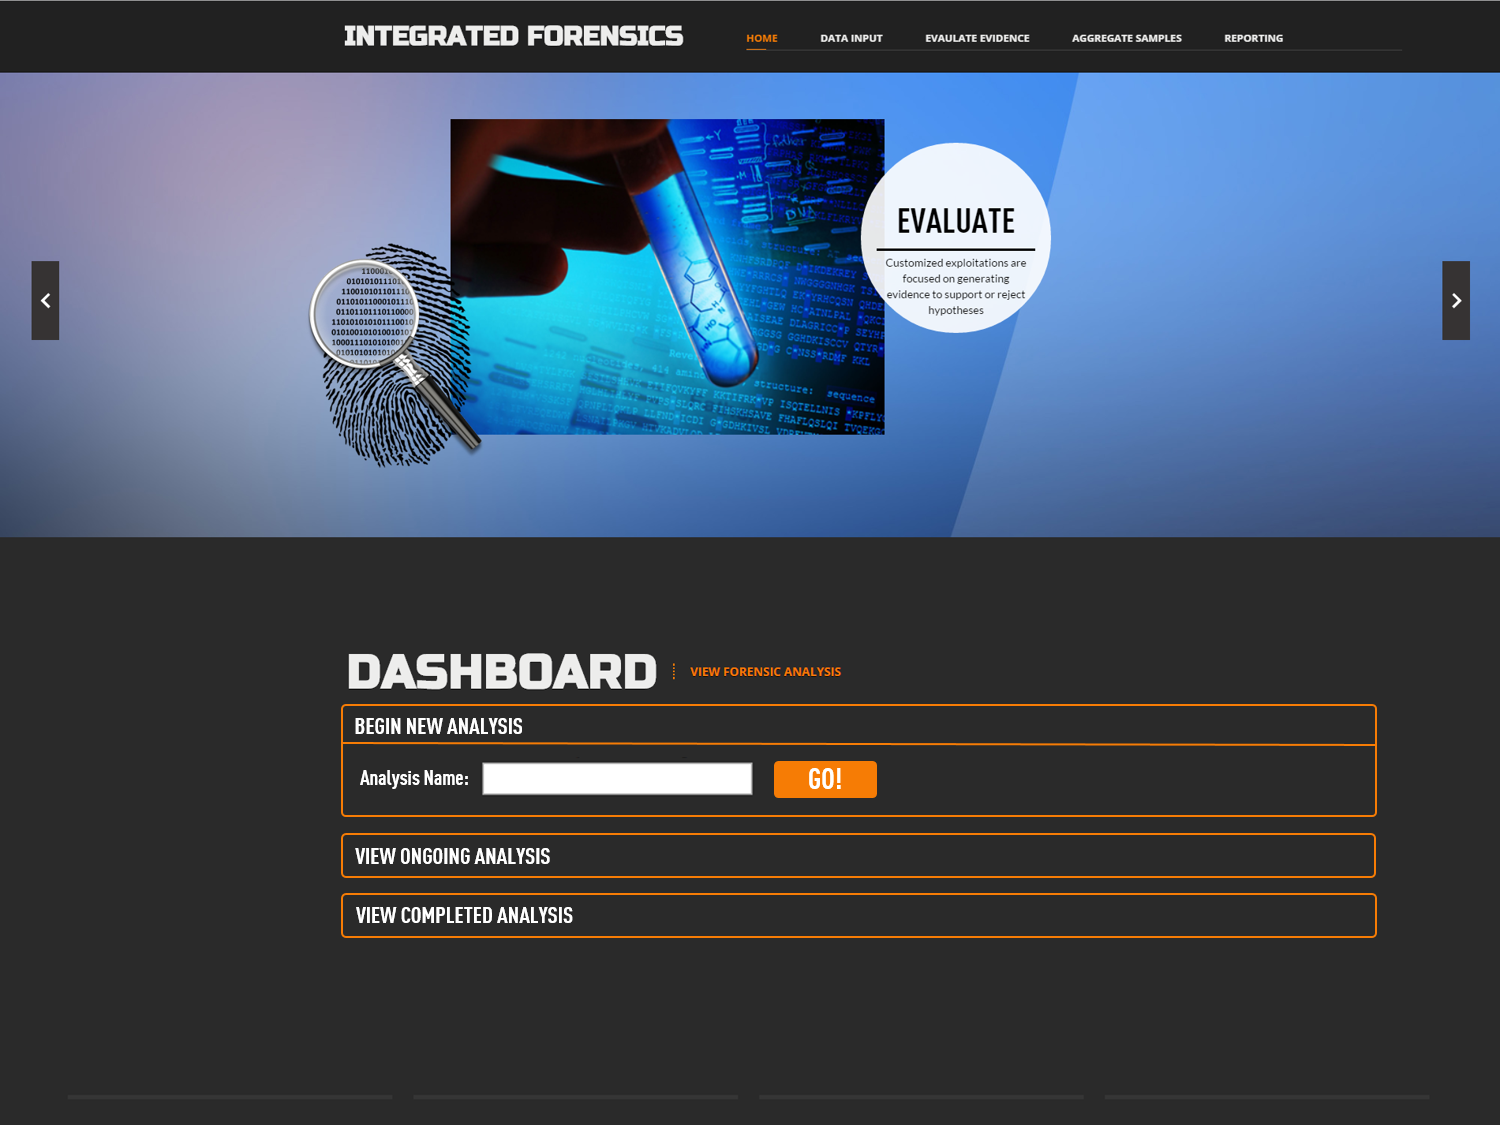 INTEGRATED FORENSICS
HOME DATA INPUT EVAULATE EVIDENCE AGGREGATE SAMPLES REPORTING
EVALUATE
Customized exploitations are
focused on generating
evidence to support or reject
hypotheses
structure: sequence
DASHBOARD
VIEW FORENSIC ANALYSIS
BEGIN NEW ANALYSIS
Analysis Name:
GO!
VIEW ONGOING ANALYSIS
VIEW COMPLETED ANALYSIS